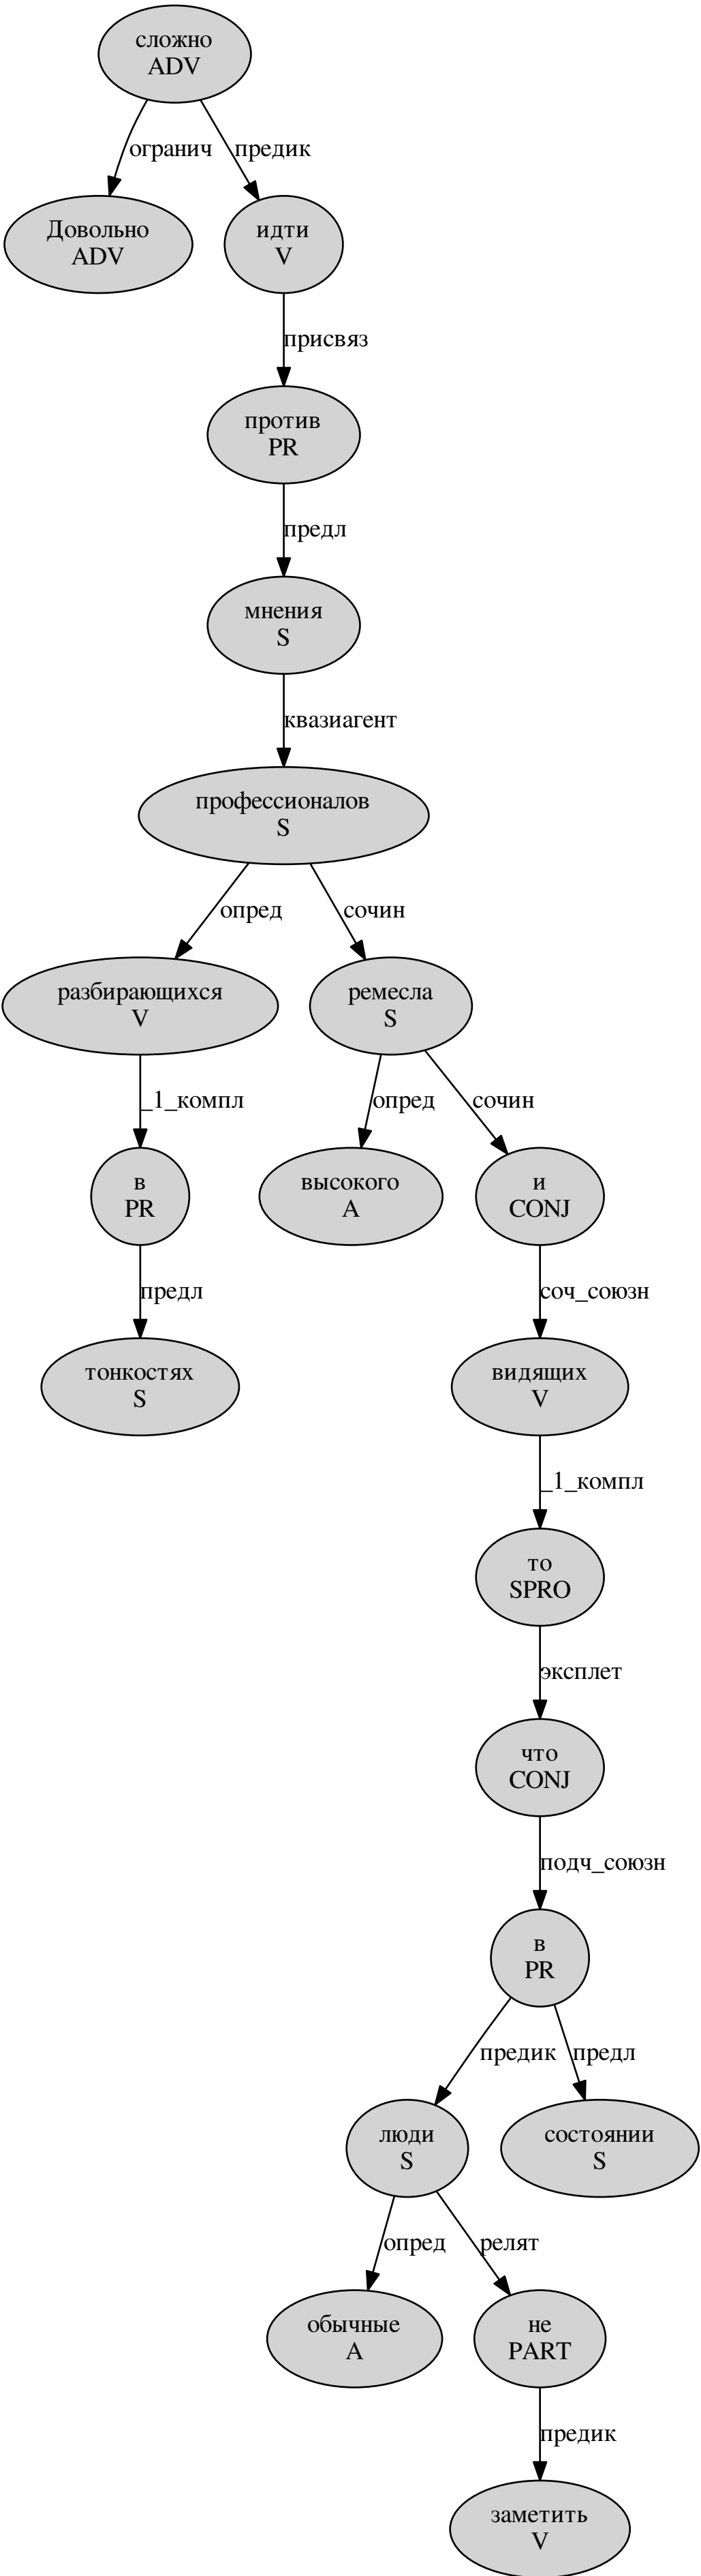 сложно
ADV
огранич
предик
Довольно
ADV
идти
V
присвяз
против
PR
предл
мнения
S
квазиагент
профессионалов
S
опред
сочин
разбирающихся
V
ремесла
S
_1_компл
опред
сочин
в
PR
высокого
A
и
CONJ
предл
соч_союзн
тонкостях
S
видящих
V
_1_компл
то
SPRO
эксплет
что
CONJ
подч_союзн
в
PR
предик
предл
люди
S
состоянии
S
опред
релят
обычные
A
не
PART
предик
заметить
V